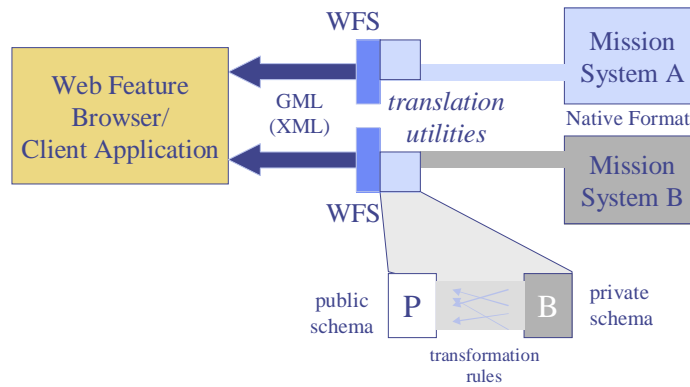 WFS
Mission
System A
Web Feature
Browser/
Client Application
GML
(XML)
translation
utilities
Native Format
Mission
System B
WFS
public
schema
P
B
private
schema
transformation
rules